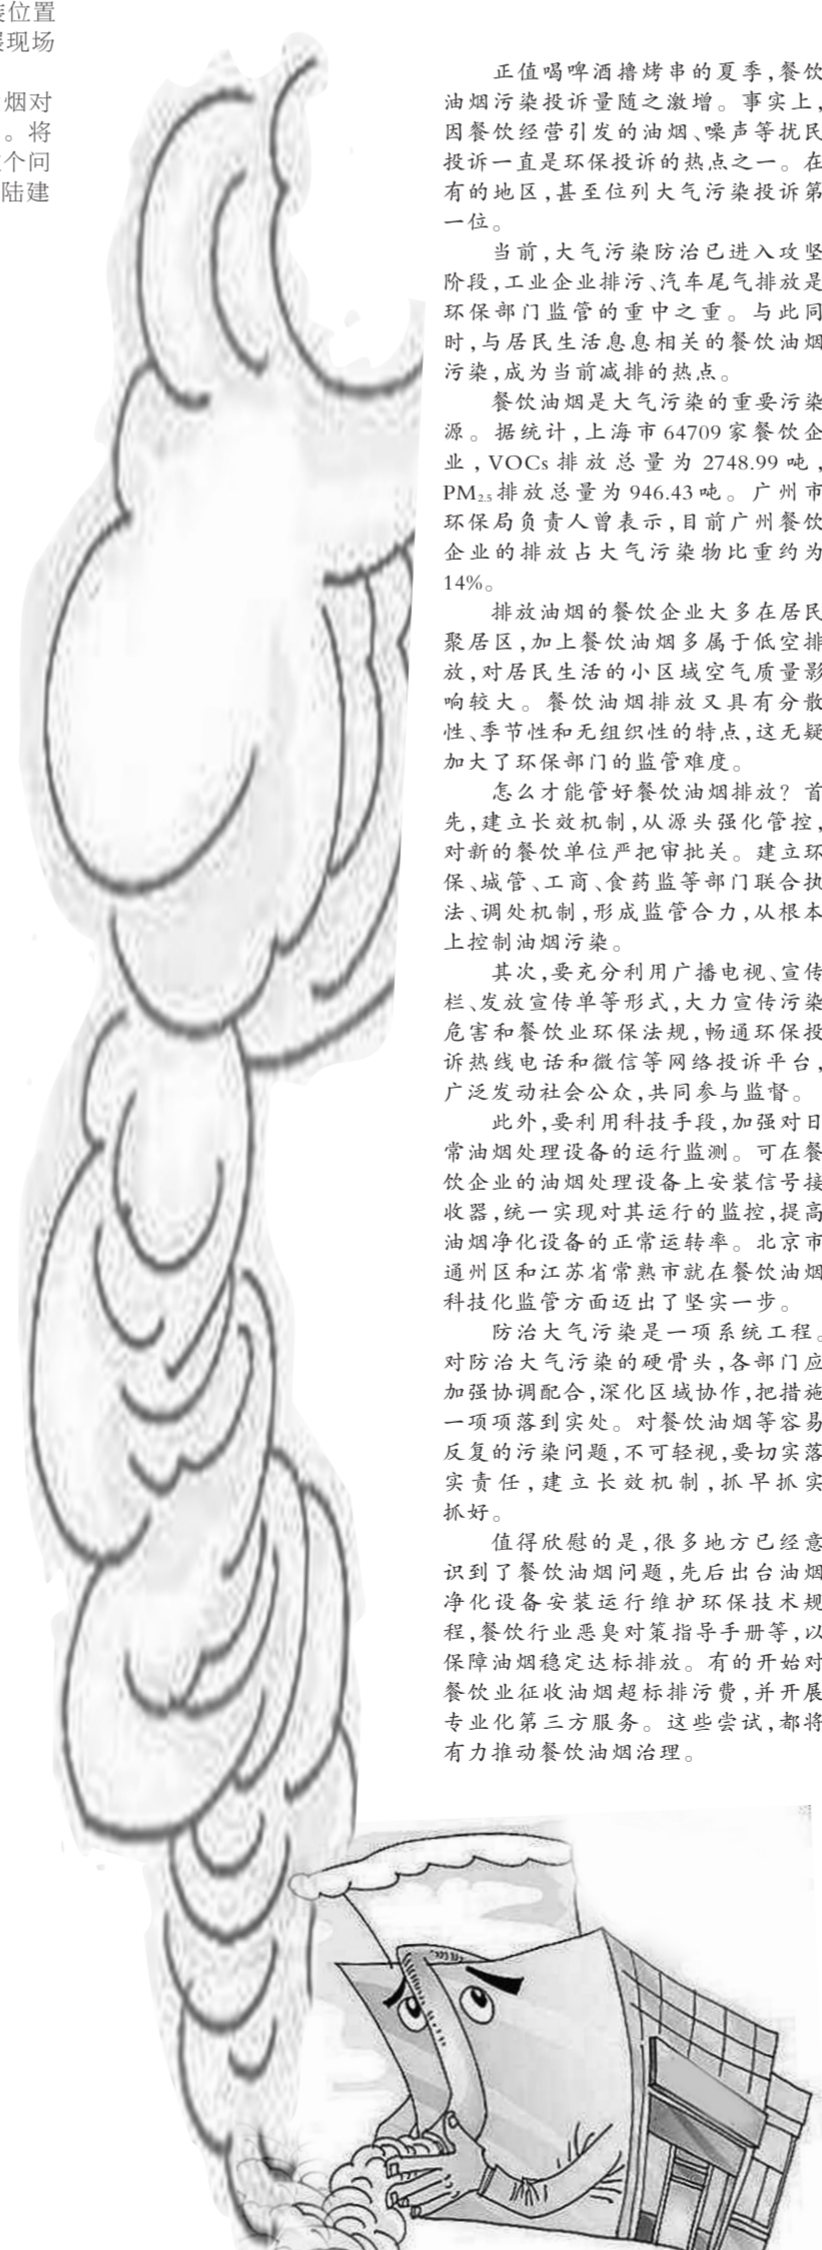 装位置
展现场
烟对
。将
个问
陆建
正值喝啤酒撸烤串的夏季,餐饮
油烟污染投诉量随之激增。事实上,
因餐饮经营引发的油烟、噪声等扰民
投诉一直是环保投诉的热点之一。在
有的地区,甚至位列大气污染投诉第
一位。
当前,大气污染防治已进入攻坚
阶段,工业企业排污、汽车尾气排放是
环保部门监管的重中之重。与此同
时,与居民生活息息相关的餐饮油烟
污染,成为当前减排的热点。
餐饮油烟是大气污染的重要污染
源。据统计,上海市64709家餐饮企
业,VOCs排放总量为2748.99吨,
PM2.5排放总量为946.43吨。广州市
环保局负责人曾表示,目前广州餐饮
企业的排放占大气污染物比重约为
14%。
排放油烟的餐饮企业大多在居民
聚居区,加上餐饮油烟多属于低空排
放,对居民生活的小区域空气质量影
响较大。餐饮油烟排放又具有分散
性、季节性和无组织性的特点,这无疑
加大了环保部门的监管难度。
怎么才能管好餐饮油烟排放?首
先,建立长效机制,从源头强化管控,
对新的餐饮单位严把审批关。建立环
保、城管、工商、食药监等部门联合执
法、调处机制,形成监管合力,从根本
上控制油烟污染。
其次,要充分利用广播电视、宣传
栏、发放宣传单等形式,大力宣传污染
危害和餐饮业环保法规,畅通环保投
诉热线电话和微信等网络投诉平台,
广泛发动社会公众,共同参与监督。
此外,要利用科技手段,加强对日
常油烟处理设备的运行监测。可在餐
饮企业的油烟处理设备上安装信号接
收器,统一实现对其运行的监控,提高
油烟净化设备的正常运转率。北京市
通州区和江苏省常熟市就在餐饮油烟
科技化监管方面迈出了坚实一步。
防治大气污染是一项系统工程。
对防治大气污染的硬骨头,各部门应
加强协调配合,深化区域协作,把措施
一项项落到实处。对餐饮油烟等容易
反复的污染问题,不可轻视,要切实落
实责任,建立长效机制,抓早抓实
抓好。
值得欣慰的是,很多地方已经意
识到了餐饮油烟问题,先后出台油烟
净化设备安装运行维护环保技术规
程,餐饮行业恶臭对策指导手册等,以
保障油烟稳定达标排放。有的开始对
餐饮业征收油烟超标排污费,并开展
专业化第三方服务。这些尝试,都将
有力推动餐饮油烟治理。